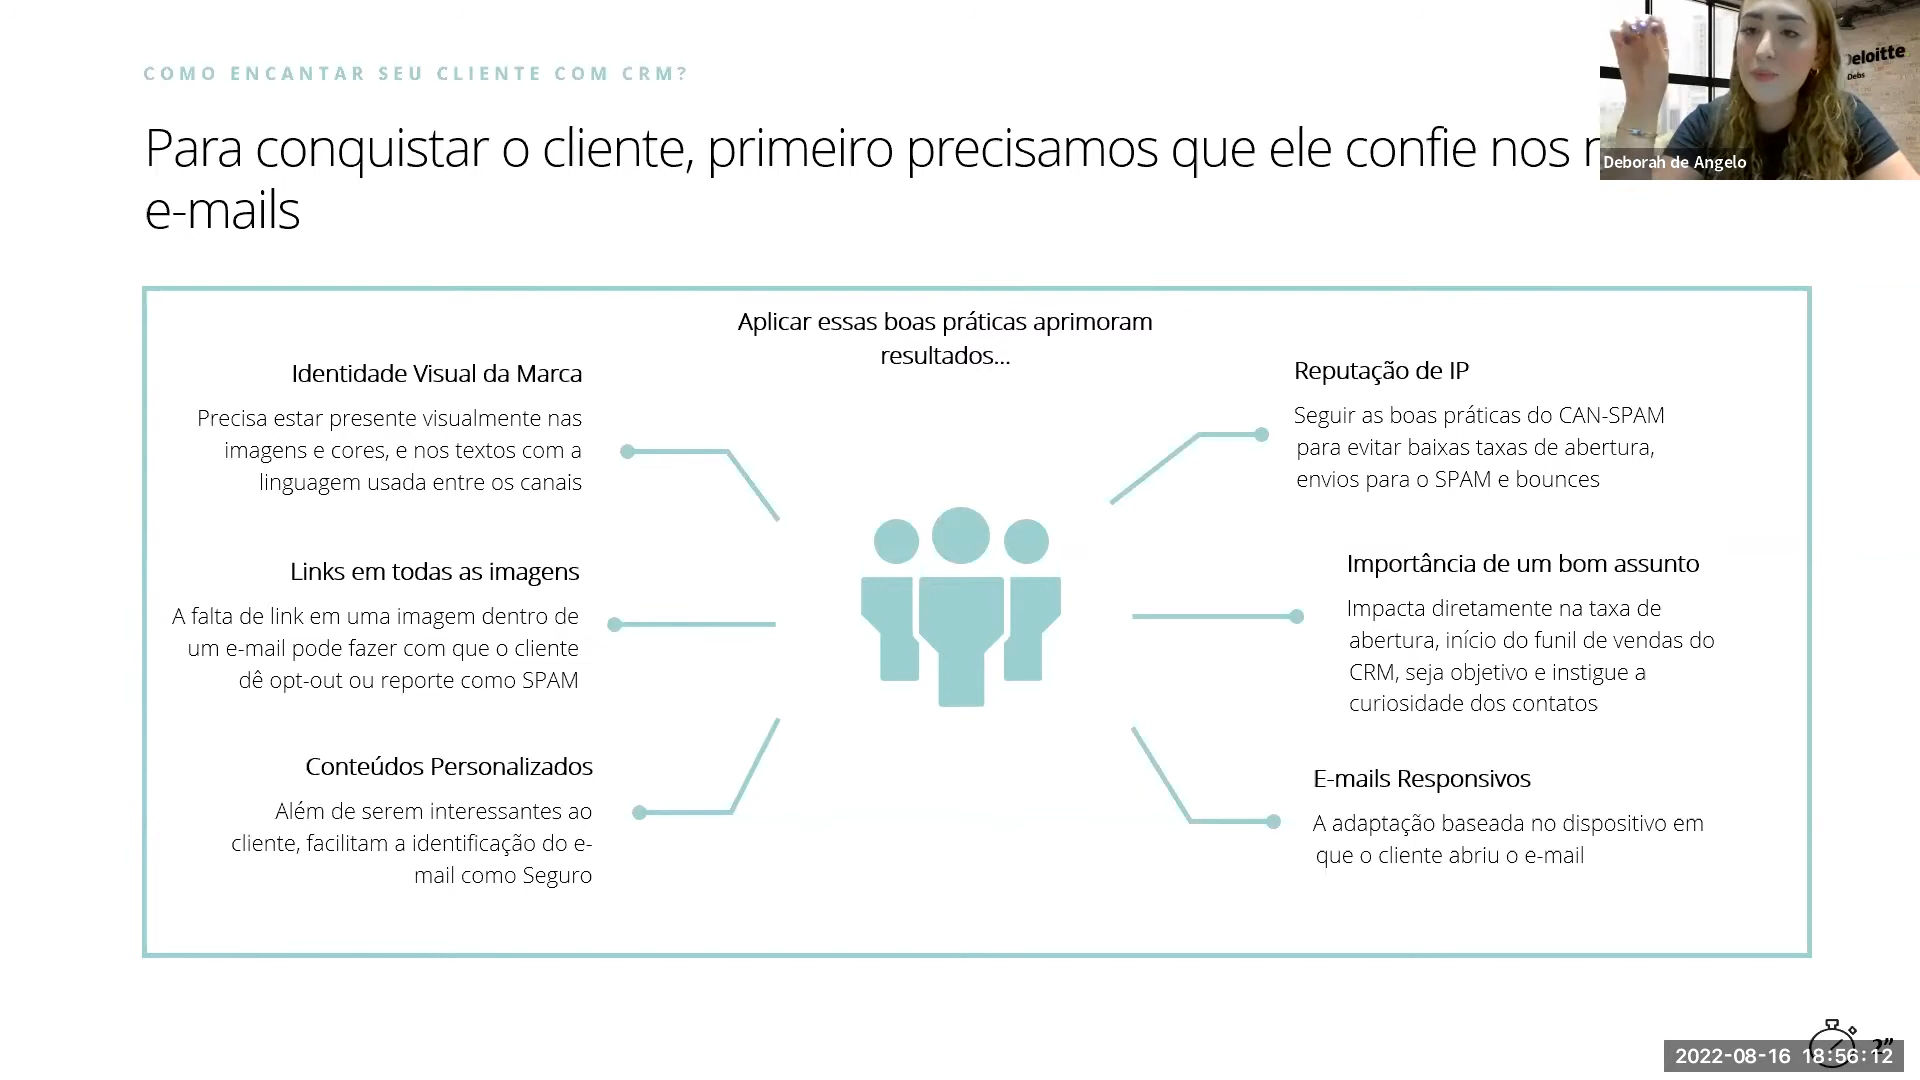 COMO ENCANTAR SEU CLIENTE COM CRM?
Para conquistar o cliente, primeiro precisamos que ele confie nos
e-mails
Deloitte
Debs
Deborah de Angelo
Aplicar essas boas práticas aprimoram
resultados...
Identidade Visual da Marca
Precisa estar presente visualmente nas
imagens e cores, e nos textos com a
linguagem usada entre os canais
Links em todas as imagens
A falta de link em uma imagem dentro de
um e-mail pode fazer com que o cliente
dê opt-out ou reporte como SPAM
Conteúdos Personalizados
Além de serem interessantes ao
cliente, facilitam a identificação do e-
mail como Seguro
Reputação de IP
Seguir as boas práticas do CAN-SPAM
para evitar baixas taxas de abertura,
envios para o SPAM e bounces
Importância de um bom assunto
Impacta diretamente na taxa de
abertura, início do funil de vendas do
CRM, seja objetivo e instigue a
curiosidade dos contatos
E-mails Responsivos
A adaptação baseada no dispositivo em
que o cliente abriu o e-mail
2022-08-16 18:56:12